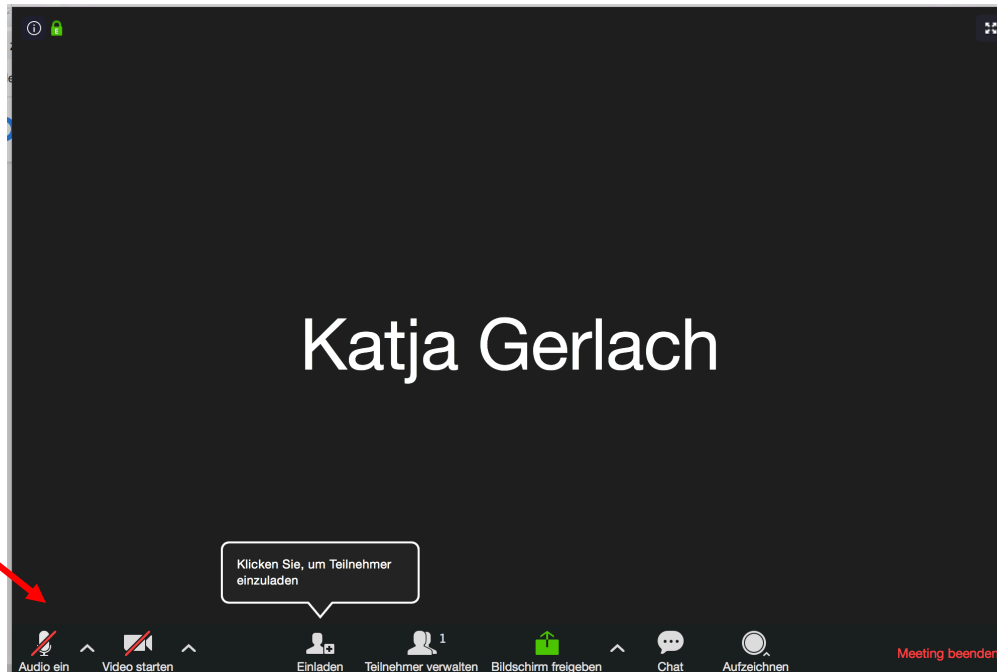 Katja Gerlach
Klicken Sie, um Teilnehmer
einzuladen
1
Audio ein
Video starten
Einladen
Teilnehmer verwalten
Bildschirm freigeben
Chat
Aufzeichnen
Meeting beenden